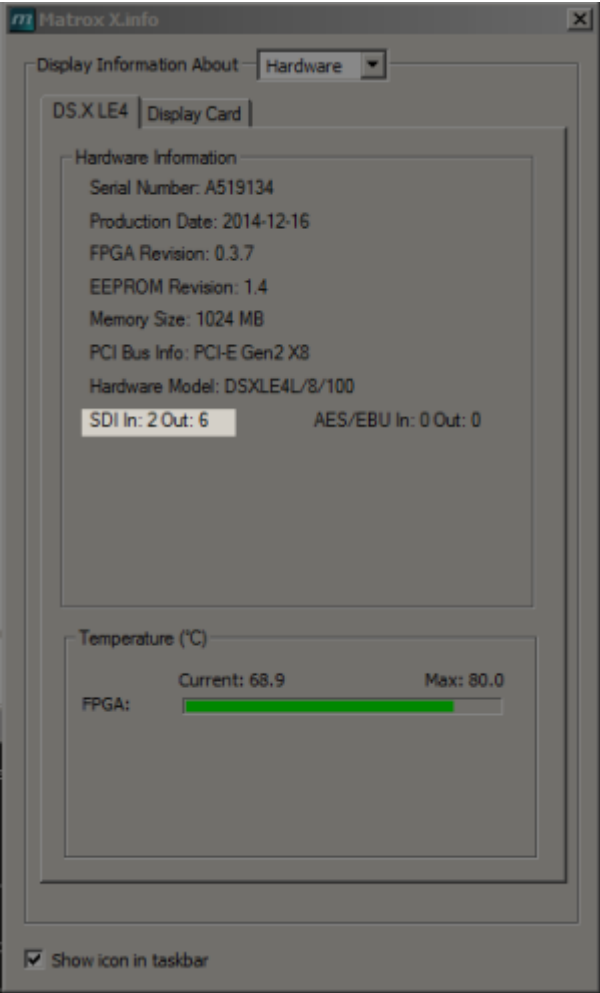 m Matrox X.info
Display Information About Hardware
DS.X LE4 Display Card
Hardware Information
Serial Number: A519134
Production Date: 2014-12-16
FPGA Revision: 0.3.7
EEPROM Revision: 1.4
Memory Size: 1024 MB
PCI Bus Info: PCI-E Gen2 X8
Hardware Model: DSXLE4L/8/100
SDI In: 2 Out: 6 AES/EBU In: 0 Out: 0
Temperature (°C)
Current: 68.9 Max: 80.0
FPGA:
Show icon in taskbar